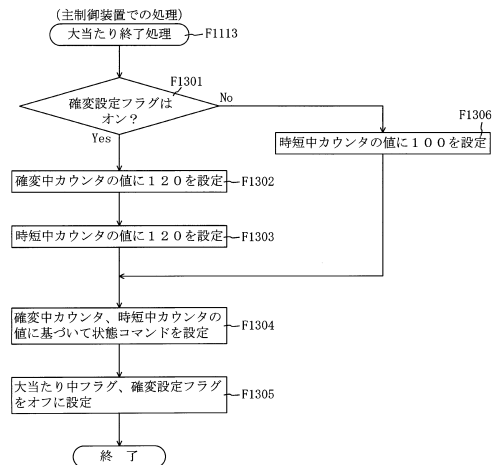 (主制御装置での処理)
大当たり終了処理
F1113
F1301
確変設定フラグは
オン？
No
Yes
F1306
時短中カウンタの値に１００を設定
確変中カウンタの値に１２０を設定
F1302
時短中カウンタの値に１２０を設定
F1303
確変中カウンタ、時短中カウンタの
値に基づいて状態コマンドを設定
F1304
大当たり中フラグ、確変設定フラグ
をオフに設定
F1305
終 了